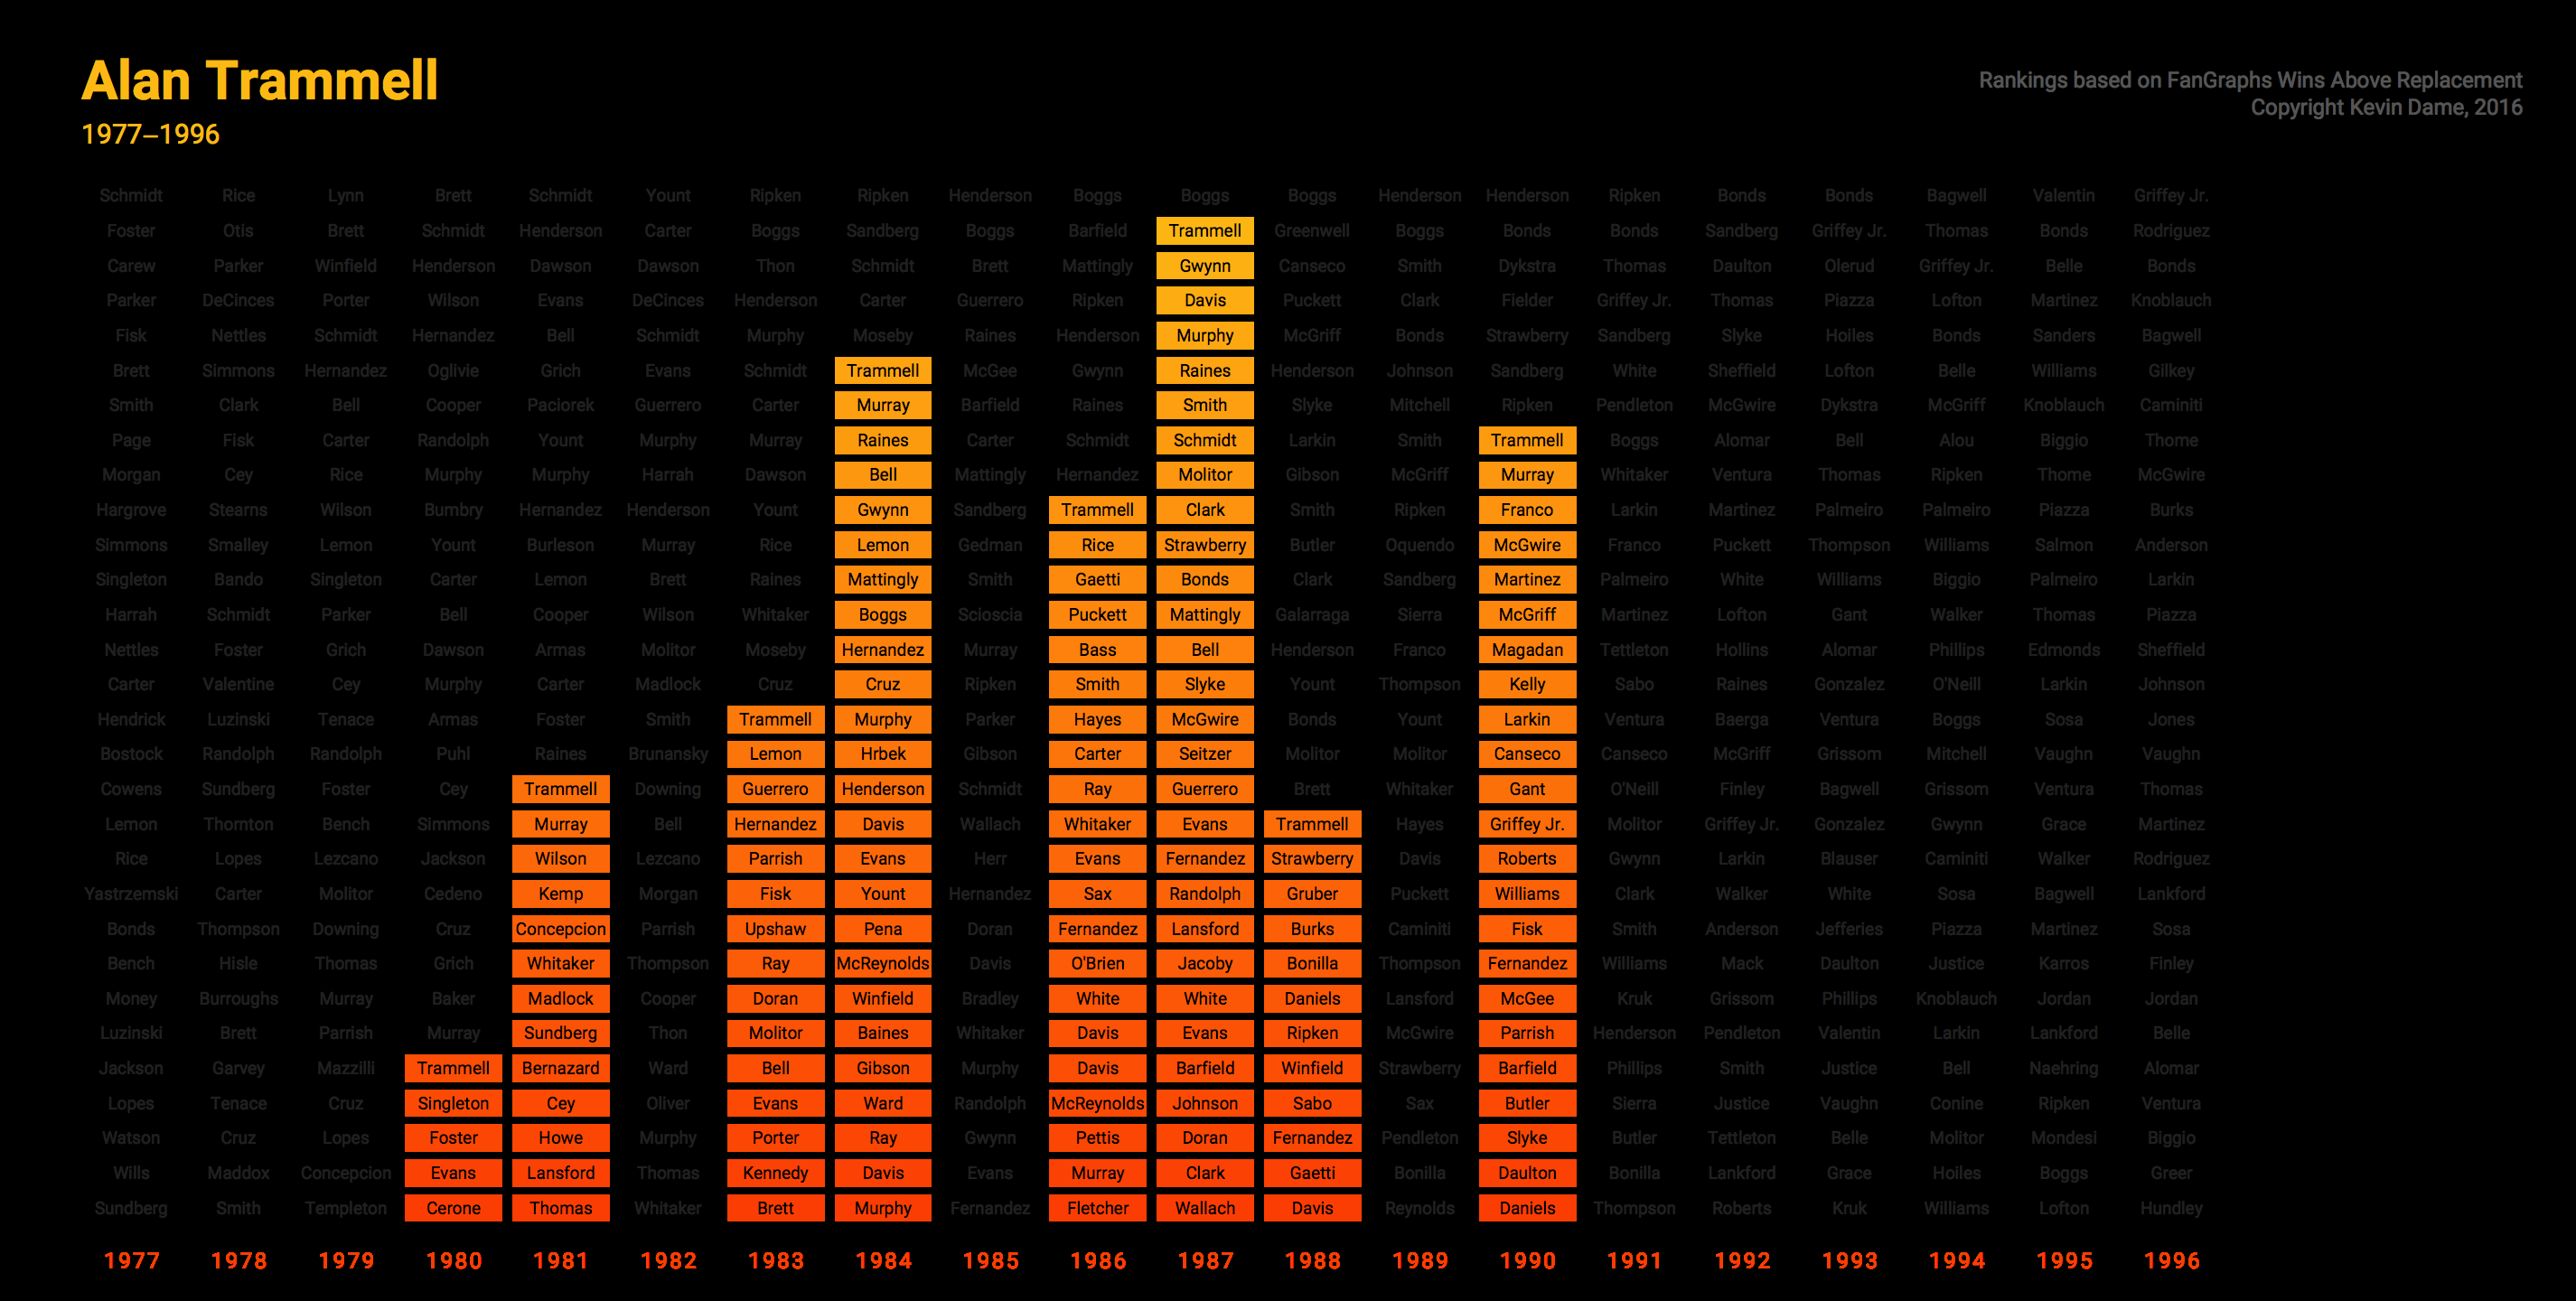 Alan Trammell
1977–1996
Rankings based on FanGraphs Wins Above Replacement
Copyright Kevin Dame, 2016
Schmidt Rice Lynn Brett Schmidt Yount Ripken Ripken Henderson Boggs Boggs Boggs Henderson Henderson Ripken Bonds Bonds Bagwell Valentin Griffey Jr.
Foster Otis Brett Schmidt Henderson Carter Boggs Sandberg Boggs Barfield Trammell Greenwell Boggs Bonds Bonds Sandberg Griffey Jr. Thomas Bonds Rodriguez
Carew Parker Winfield Henderson Dawson Dawson Thon Schmidt Brett Mattingly Gwynn Canseco Smith Dykstra Thomas Daulton Olerud Griffey Jr. Belle Bonds
Parker DeCinces Porter Wilson Evans DeCinces Henderson Carter Guerrero Ripken Davis Puckett Clark Fielder Griffey Jr. Thomas Piazza Lofton Martinez Knoblauch
Fisk Nettles Schmidt Hernandez Bell Schmidt Murphy Moseby Raines Henderson Murphy McGriff Bonds Strawberry Sandberg Slyke Hoiles Bonds Sanders Bagwell
Brett Simmons Hernandez Oglivie Grich Evans Schmidt Trammell McGee Gwynn Raines Henderson Johnson Sandberg White Sheffield Lofton Belle Williams Gilkey
Smith Clark Bell Cooper Paciorek Guerrero Carter Murray Barfield Raines Smith Slyke Mitchell Ripken Pendleton McGwire Dykstra McGriff Knoblauch Caminiti
Page Fisk Carter Randolph Yount Murphy Murray Raines Carter Schmidt Schmidt Larkin Smith Trammell Boggs Alomar Bell Alou Biggio Thome
Morgan Cey Rice Murphy Murphy Harrah Dawson Bell Mattingly Hernandez Molitor Gibson McGriff Murray Whitaker Ventura Thomas Ripken Thome McGwire
Hargrove Stearns Wilson Bumbry Hernandez Henderson Yount Gwynn Sandberg Trammell Clark Smith Ripken Franco Larkin Martinez Palmeiro Palmeiro Piazza Burks
Simmons Smalley Lemon Yount Burleson Murray Rice Lemon Gedman Rice Strawberry Butler Oquendo McGwire Franco Puckett Thompson Williams Salmon Anderson
Singleton Bando Singleton Carter Lemon Brett Raines Mattingly Smith Gaetti Bonds Clark Sandberg Martinez Palmeiro White Williams Biggio Palmeiro Larkin
Harrah Schmidt Parker Bell Cooper Wilson Whitaker Boggs Scioscia Puckett Mattingly Galarraga Sierra McGriff Martinez Lofton Gant Walker Thomas Piazza
Nettles Foster Grich Dawson Armas Molitor Moseby Hernandez Murray Bass Bell Henderson Franco Magadan Tettleton Hollins Alomar Phillips Edmonds Sheffield
Carter Valentine Cey Murphy Carter Madlock Cruz Cruz Ripken Smith Slyke Yount Thompson Kelly Sabo Raines Gonzalez O'Neill Larkin Johnson
Hendrick Luzinski Tenace Armas Foster Smith Trammell Murphy Parker Hayes McGwire Bonds Yount Larkin Ventura Baerga Ventura Boggs Sosa Jones
Bostock Randolph Randolph Puhl Raines Brunansky Lemon Hrbek Gibson Carter Seitzer Molitor Molitor Canseco Canseco McGriff Grissom Mitchell Vaughn Vaughn
Cowens Sundberg Foster Cey Trammell Downing Guerrero Henderson Schmidt Ray Guerrero Brett Whitaker Gant O'Neill Finley Bagwell Grissom Ventura Thomas
Lemon Thornton Bench Simmons Murray Bell Hernandez Davis Wallach Whitaker Evans Trammell Hayes Griffey Jr. Molitor Griffey Jr. Gonzalez Gwynn Grace Martinez
Rice Lopes Lezcano Jackson Wilson Lezcano Parrish Evans Herr Evans Fernandez Strawberry Davis Roberts Gwynn Larkin Blauser Caminiti Walker Rodriguez
Yastrzemski Carter Molitor Cedeno Kemp Morgan Fisk Yount Hernandez Sax Randolph Gruber Puckett Williams Clark Walker White Sosa Bagwell Lankford
Bonds Thompson Downing Cruz Concepcion Parrish Upshaw Pena Doran Fernandez Lansford Burks Caminiti Fisk Smith Anderson Jefferies Piazza Martinez Sosa
Bench Hisle Thomas Grich Whitaker Thompson Ray McReynolds Davis O'Brien Jacoby Bonilla Thompson Fernandez Williams Mack Daulton Justice Karros Finley
Money Burroughs Murray Baker Madlock Cooper Doran Winfield Bradley White White Daniels Lansford McGee Kruk Grissom Phillips Knoblauch Jordan Jordan
Luzinski Brett Parrish Murray Sundberg Thon Molitor Baines Whitaker Davis Evans Ripken McGwire Parrish Henderson Pendleton Valentin Larkin Lankford Belle
Jackson Garvey Mazzilli Trammell Bernazard Ward Bell Gibson Murphy Davis Barfield Winfield Strawberry Barfield Phillips Smith Justice Bell Naehring Alomar
Lopes Tenace Cruz Singleton Cey Oliver Evans Ward Randolph McReynolds Johnson Sabo Sax Butler Sierra Justice Vaughn Conine Ripken Ventura
Watson Cruz Lopes Foster Howe Murphy Porter Ray Gwynn Pettis Doran Fernandez Pendleton Slyke Butler Tettleton Belle Molitor Mondesi Biggio
Wills Maddox Concepcion Evans Lansford Thomas Kennedy Davis Evans Murray Clark Gaetti Bonilla Daulton Bonilla Lankford Grace Hoiles Boggs Greer
Sundberg Smith Templeton Cerone Thomas Whitaker Brett Murphy Fernandez Fletcher Wallach Davis Reynolds Daniels Thompson Roberts Kruk Williams Lofton Hundley
1977 1978 1979 1980 1981 1982 1983 1984 1985 1986 1987 1988 1989 1990 1991 1992 1993 1994 1995 1996